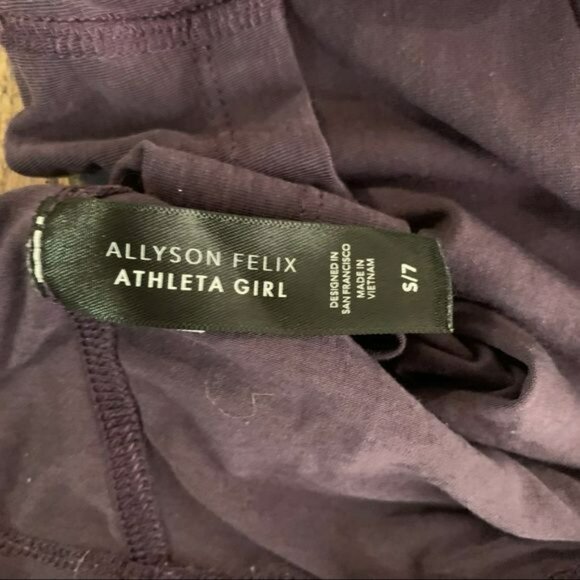 ALLYSON FELIX
ATHLETA GIRL
DESIGNED IN
SAN FRANCISCO
MADE IN
VIETNAM
S/7